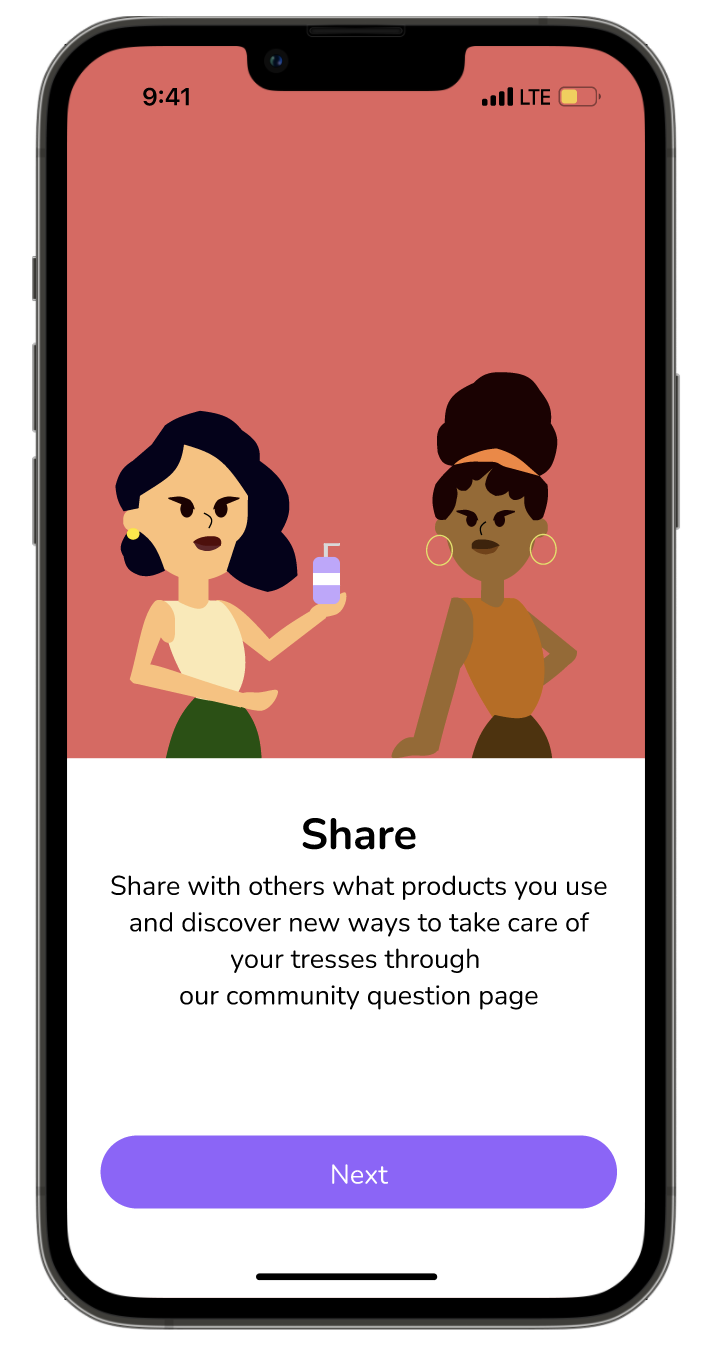 9:41 LTE
Share
Share with others what products you use
and discover new ways to take care of
your tresses through
our community question page
Next